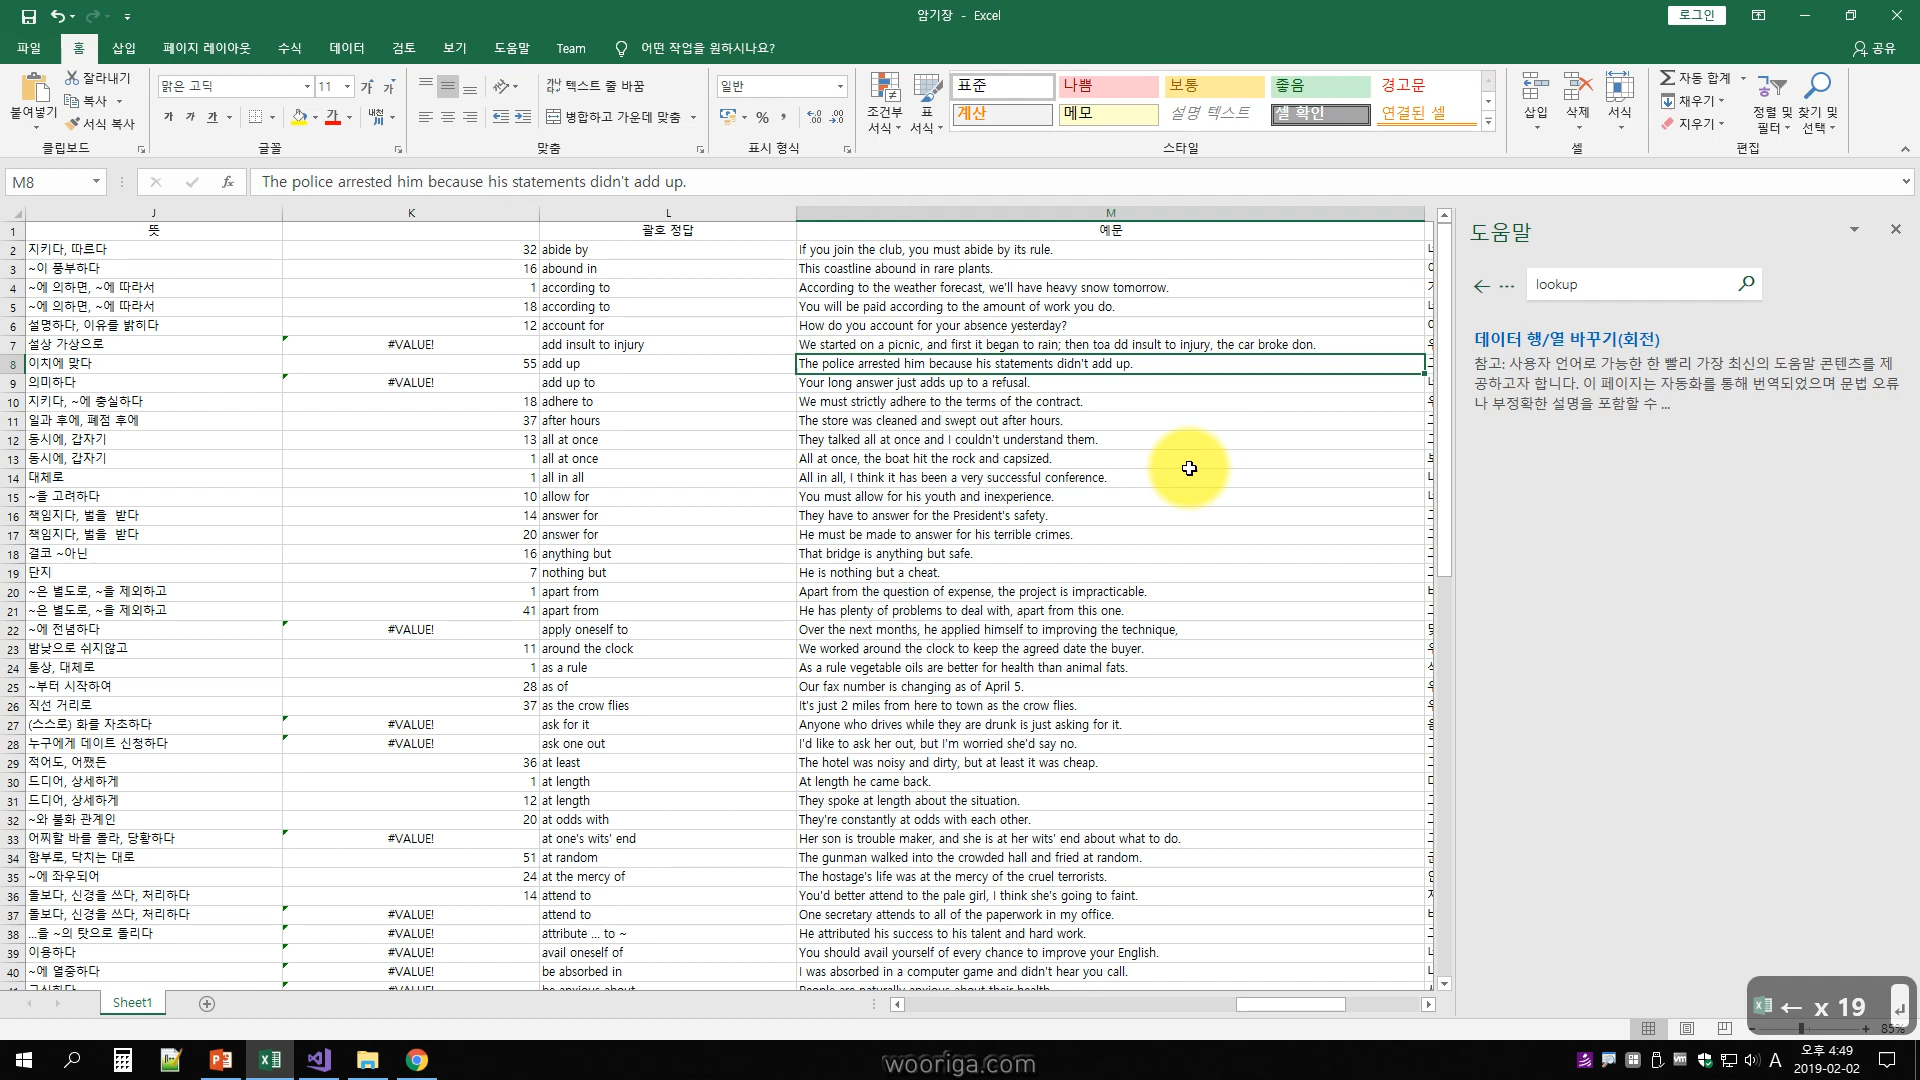 암기장 - Excel
로그인
파일 홈 삽입 페이지 레이아웃 수식 데이터 검토 보기 도움말 Team 어떤 작업을 원하시나요?
공유
붙여넣기
잘라내기
복사
서식 복사
클립보드
맑은 고딕 11
가 가 가
글꼴
텍스트 줄 바꿈
병합하고 가운데 맞춤
맞춤
일반
표시 형식
조건부 서식
표 서식
표준 나쁨 보통 좋음 경고문
계산 메모 설명 텍스트 셀 확인 연결된 셀
스타일
삽입 삭제 서식
셀
자동 합계
채우기
지우기
정렬 및 필터
찾기 및 선택
편집
M8 fx The police arrested him because his statements didn't add up.
J K L M
1 뜻 괄호 정답 예문
2 지키다, 따르다 32 abide by If you join the club, you must abide by its rule.
3 ~이 풍부하다 16 abound in This coastline abound in rare plants.
4 ~에 의하면, ~에 따라서 1 according to According to the weather forecast, we'll have heavy snow tomorrow.
5 ~에 의하면, ~에 따라서 18 according to You will be paid according to the amount of work you do.
6 설명하다, 이유를 밝히다 12 account for How do you account for your absence yesterday?
7 설상 가상으로 #VALUE! add insult to injury We started on a picnic, and first it began to rain; then toa dd insult to injury, the car broke don.
8 이치에 맞다 55 add up The police arrested him because his statements didn't add up.
9 의미하다 #VALUE! add up to Your long answer just adds up to a refusal.
10 지키다, ~에 충실하다 18 adhere to We must strictly adhere to the terms of the contract.
11 일과 후에, 폐점 후에 37 after hours The store was cleaned and swept out after hours.
12 동시에, 갑자기 13 all at once They talked all at once and I couldn't understand them.
13 동시에, 갑자기 1 all at once All at once, the boat hit the rock and capsized.
14 대체로 1 all in all All in all, I think it has been a very successful conference.
15 ~을 고려하다 10 allow for You must allow for his youth and inexperience.
16 책임지다, 벌을 받다 14 answer for They have to answer for the President's safety.
17 책임지다, 벌을 받다 20 answer for He must be made to answer for his terrible crimes.
18 결코 ~아닌 16 anything but That bridge is anything but safe.
19 단지 7 nothing but He is nothing but a cheat.
20 ~은 별도로, ~을 제외하고 1 apart from Apart from the question of expense, the project is impracticable.
21 ~은 별도로, ~을 제외하고 41 apart from He has plenty of problems to deal with, apart from this one.
22 ~에 전념하다 #VALUE! apply oneself to Over the next months, he applied himself to improving the technique,
23 밤낮으로 쉬지않고 11 around the clock We worked around the clock to keep the agreed date the buyer.
24 통상, 대체로 1 as a rule As a rule vegetable oils are better for health than animal fats.
25 ~부터 시작하여 28 as of Our fax number is changing as of April 5.
26 직선 거리로 37 as the crow flies It's just 2 miles from here to town as the crow flies.
27 (스스로) 화를 자초하다 #VALUE! ask for it Anyone who drives while they are drunk is just asking for it.
28 누구에게 데이트 신청하다 #VALUE! ask one out I'd like to ask her out, but I'm worried she'd say no.
29 적어도, 어쨌든 36 at least The hotel was noisy and dirty, but at least it was cheap.
30 드디어, 상세하게 1 at length At length he came back.
31 드디어, 상세하게 12 at length They spoke at length about the situation.
32 ~와 불화 관계인 20 at odds with They're constantly at odds with each other.
33 어찌할 바를 몰라, 당황하다 #VALUE! at one's wits' end Her son is trouble maker, and she is at her wits' end about what to do.
34 함부로, 닥치는 대로 51 at random The gunman walked into the crowded hall and fried at random.
35 ~에 좌우되어 24 at the mercy of The hostage's life was at the mercy of the cruel terrorists.
36 돌보다, 신경을 쓰다, 처리하다 14 attend to You'd better attend to the pale girl, I think she's going to faint.
37 돌보다, 신경을 쓰다, 처리하다 #VALUE! attend to One secretary attends to all of the paperwork in my office.
38 ...을 ~의 탓으로 돌리다 #VALUE! attribute ... to ~ He attributed his success to his talent and hard work.
39 이용하다 #VALUE! avail oneself of You should avail yourself of every chance to improve your English.
40 ~에 열중하다 #VALUE! be absorbed in I was absorbed in a computer game and didn't hear you call.
도움말
lookup
데이터 행/열 바꾸기(회전)
참고: 사용자 언어로 가능한 한 빨리 가장 최신의 도움말 콘텐츠를 제
공하고자 합니다. 이 페이지는 자동화를 통해 번역되었으며 문법 오류
나 부정확한 설명을 포함할 수 ...
Sheet1
← x 19
85%
wooriga.com
A
오후 4:49
2019-02-02